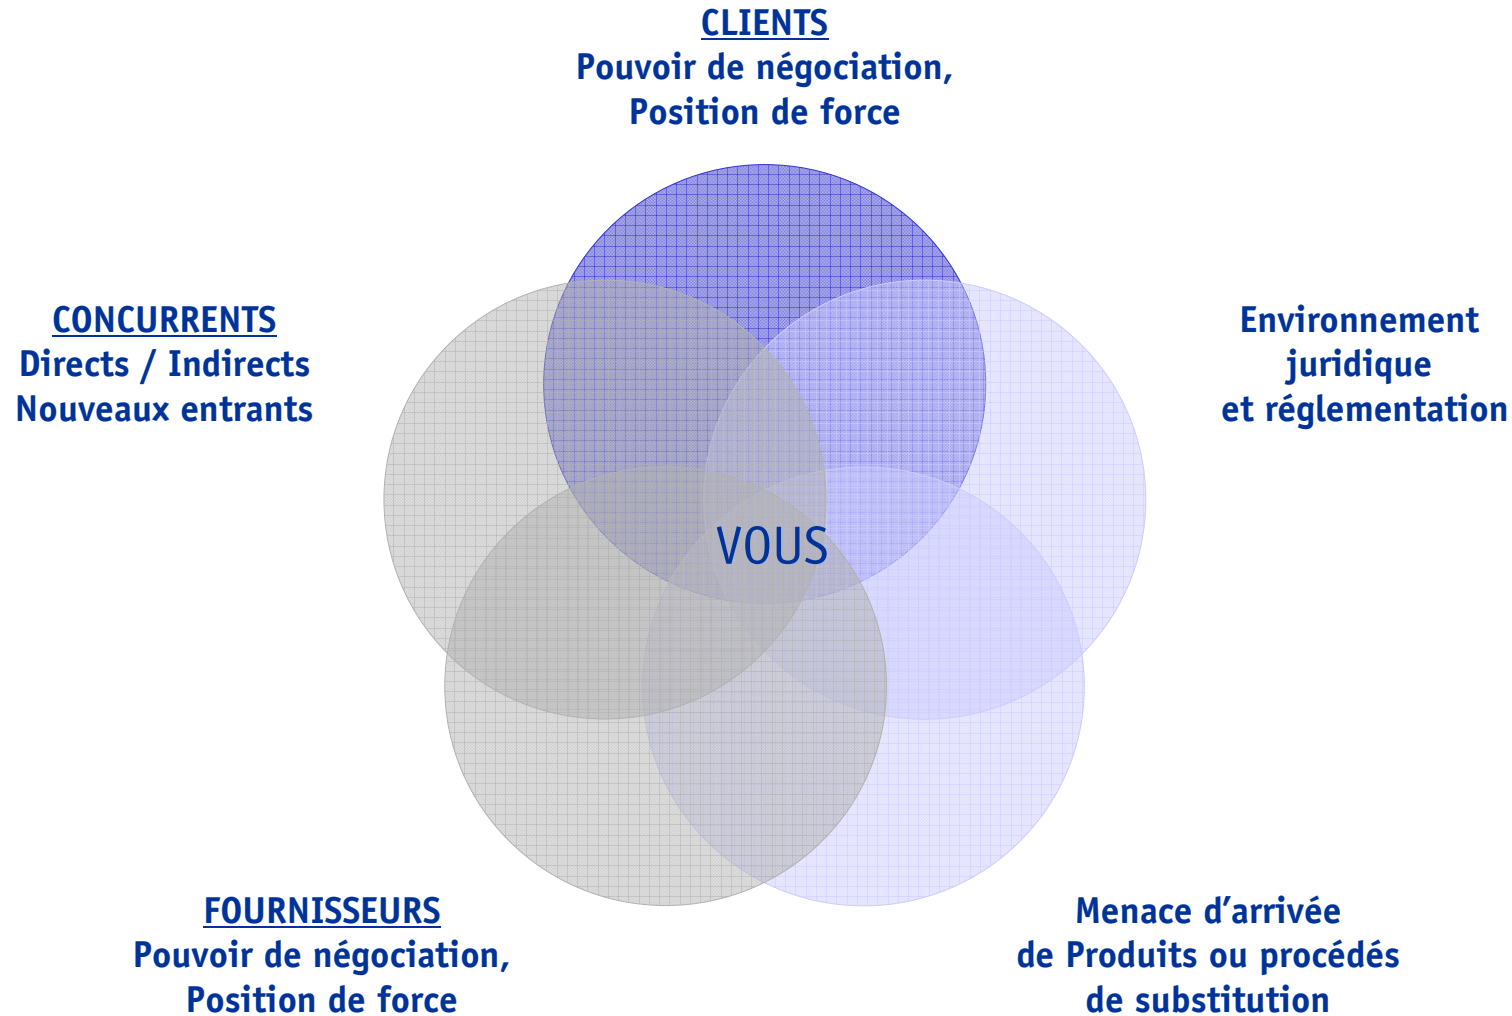 CLIENTS
Pouvoir de négociation,
Position de force
CONCURRENTS
Directs / Indirects
Nouveaux entrants
Environnement
juridique
et réglementation
VOUS
FOURNISSEURS
Pouvoir de négociation,
Position de force
Menace d’arrivée
de Produits ou procédés
de substitution